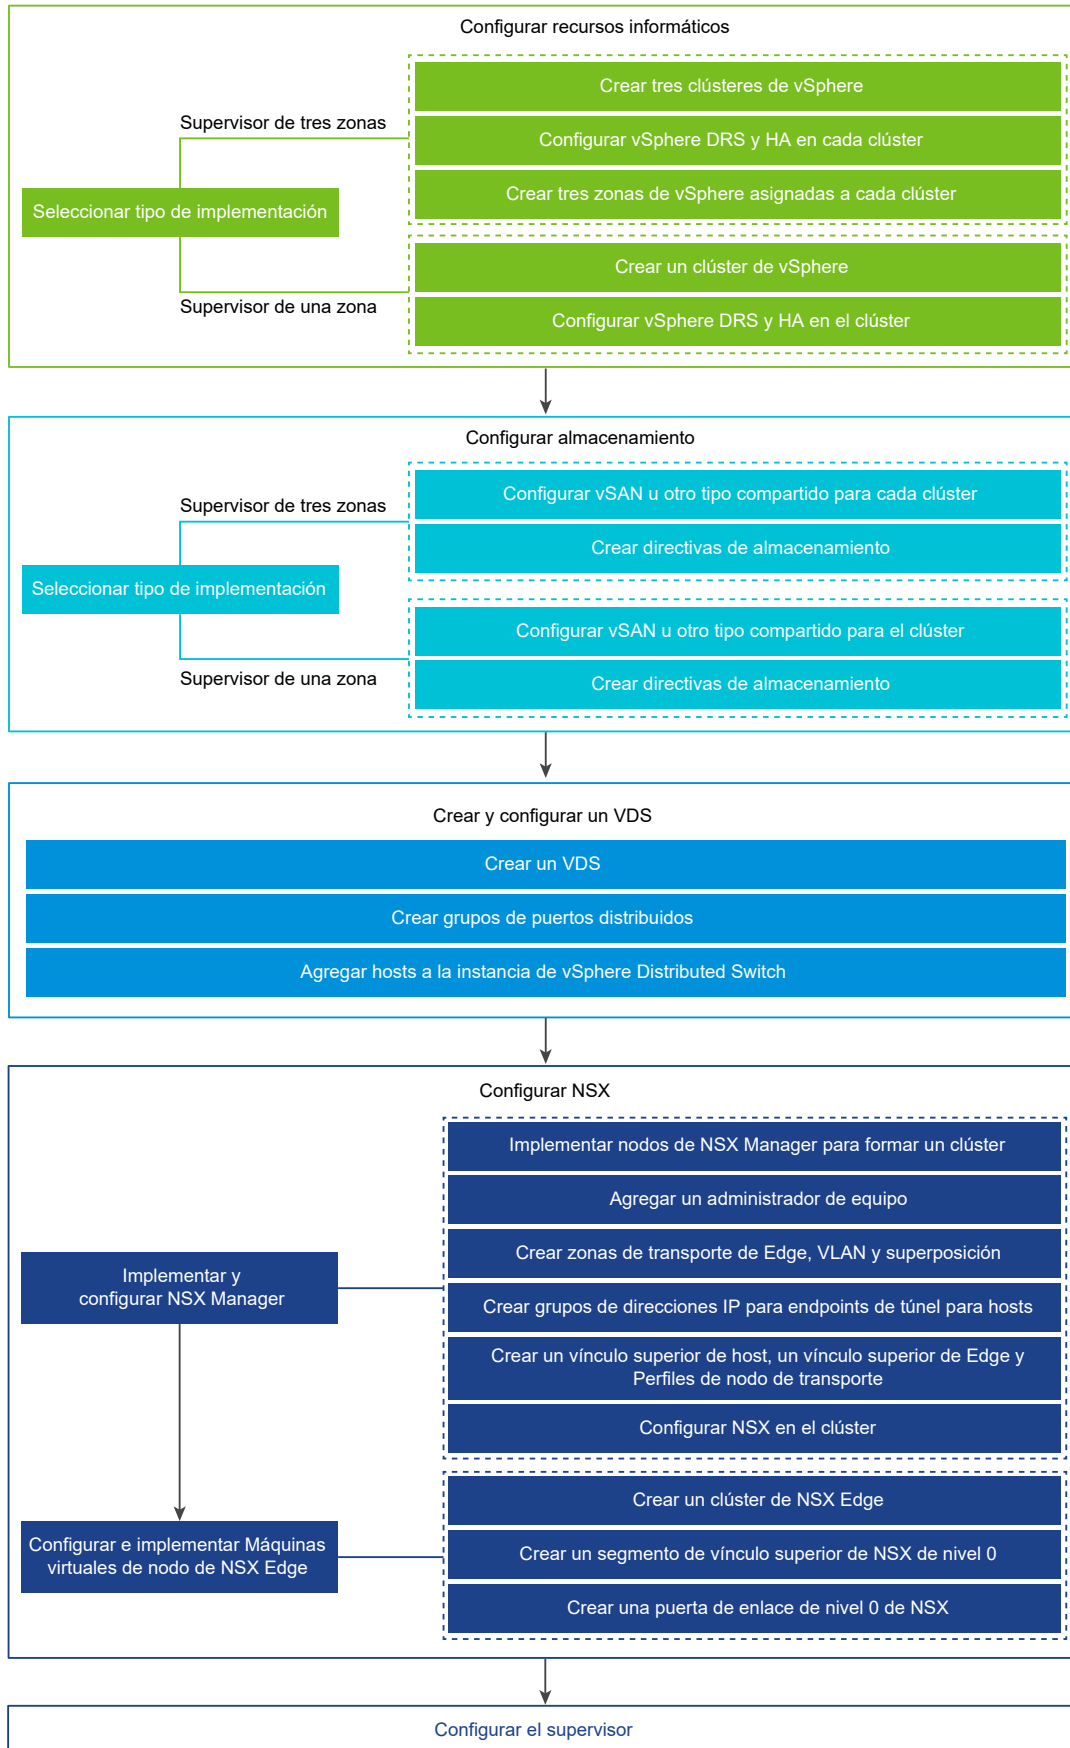 Configurar recursos informáticos
Crear tres clústeres de vSphere
Supervisor de tres zonas
Configurar vSphere DRS y HA en cada clúster
Crear tres zonas de vSphere asignadas a cada clúster
Seleccionar tipo de implementación
Crear un clúster de vSphere
Supervisor de una zona
Configurar vSphere DRS y HA en el clúster
Configurar almacenamiento
Configurar vSAN u otro tipo compartido para cada clúster
Supervisor de tres zonas
Crear directivas de almacenamiento
Seleccionar tipo de implementación
Configurar vSAN u otro tipo compartido para el clúster
Supervisor de una zona
Crear directivas de almacenamiento
Crear y configurar un VDS
Crear un VDS
Crear grupos de puertos distribuidos
Agregar hosts a la instancia de vSphere Distributed Switch
Configurar NSX
Implementar nodos de NSX Manager para formar un clúster
Agregar un administrador de equipo
Crear zonas de transporte de Edge, VLAN y superposición
Implementar y
configurar NSX Manager
Crear grupos de direcciones IP para endpoints de túnel para hosts
Crear un vínculo superior de host, un vínculo superior de Edge y
Perfiles de nodo de transporte
Configurar NSX en el clúster
Crear un clúster de NSX Edge
Configurar e implementar Máquinas
virtuales de nodo de NSX Edge
Crear un segmento de vínculo superior de NSX de nivel 0
Crear una puerta de enlace de nivel 0 de NSX
Configurar el supervisor